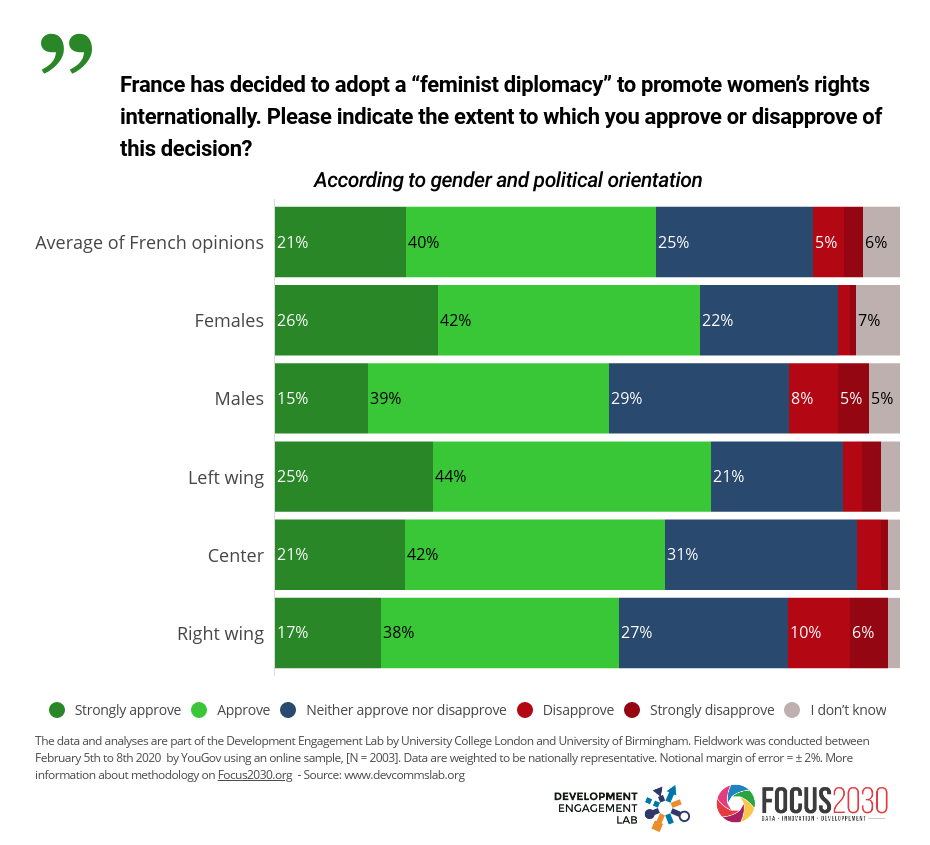 ”
France has decided to adopt a “feminist diplomacy” to promote women’s rights
internationally. Please indicate the extent to which you approve or disapprove of
this decision?
According to gender and political orientation
Average of French opinions 21% 40% 25% 5% 6%
Females 26% 42% 22% 7%
Males 15% 39% 29% 8% 5% 5%
Left wing 25% 44% 21%
Center 21% 42% 31%
Right wing 17% 38% 27% 10% 6%
Strongly approve Approve Neither approve nor disapprove Disapprove Strongly disapprove I don’t know
The data and analyses are part of the Development Engagement Lab by University College London and University of Birmingham. Fieldwork was conducted between
February 5th to 8th 2020 by YouGov using an online sample, [N = 2003]. Data are weighted to be nationally representative. Notional margin of error = ± 2%. More
information about methodology on Focus2030.org - Source: www.devcommslab.org
DEVELOPMENT
ENGAGEMENT
LAB
FOCUS2030
DATA · INNOVATION · DEVELOPPEMENT